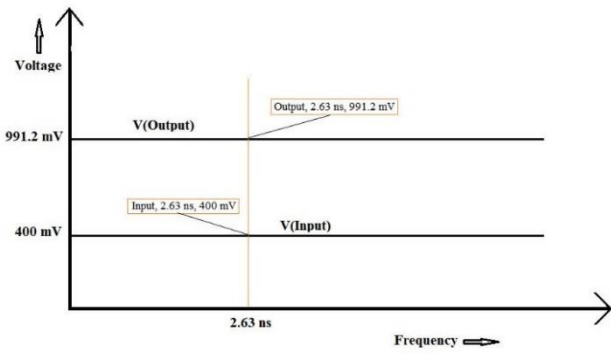 Voltage
Output, 2.63 ns, 991.2 mV
V(Output)
991.2 mV
Input, 2.63 ns, 400 mV
V(Input)
400 mV
2.63 ns
Frequency